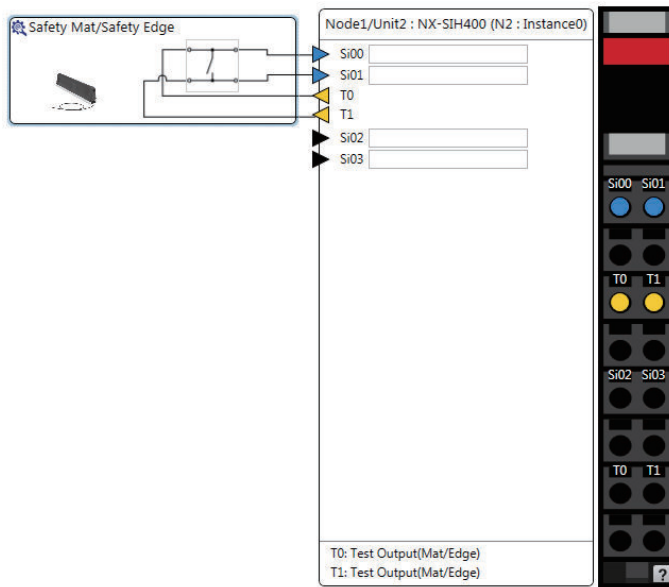 Safety Mat/Safety Edge
Node1/Unit2 : NX-SIH400 (N2 : Instance0)
Si00
Si01
T0
T1
Si02
Si03
T0: Test Output(Mat/Edge)
T1: Test Output(Mat/Edge)
Si00 Si01
T0 T1
Si02 Si03
T0 T1
?